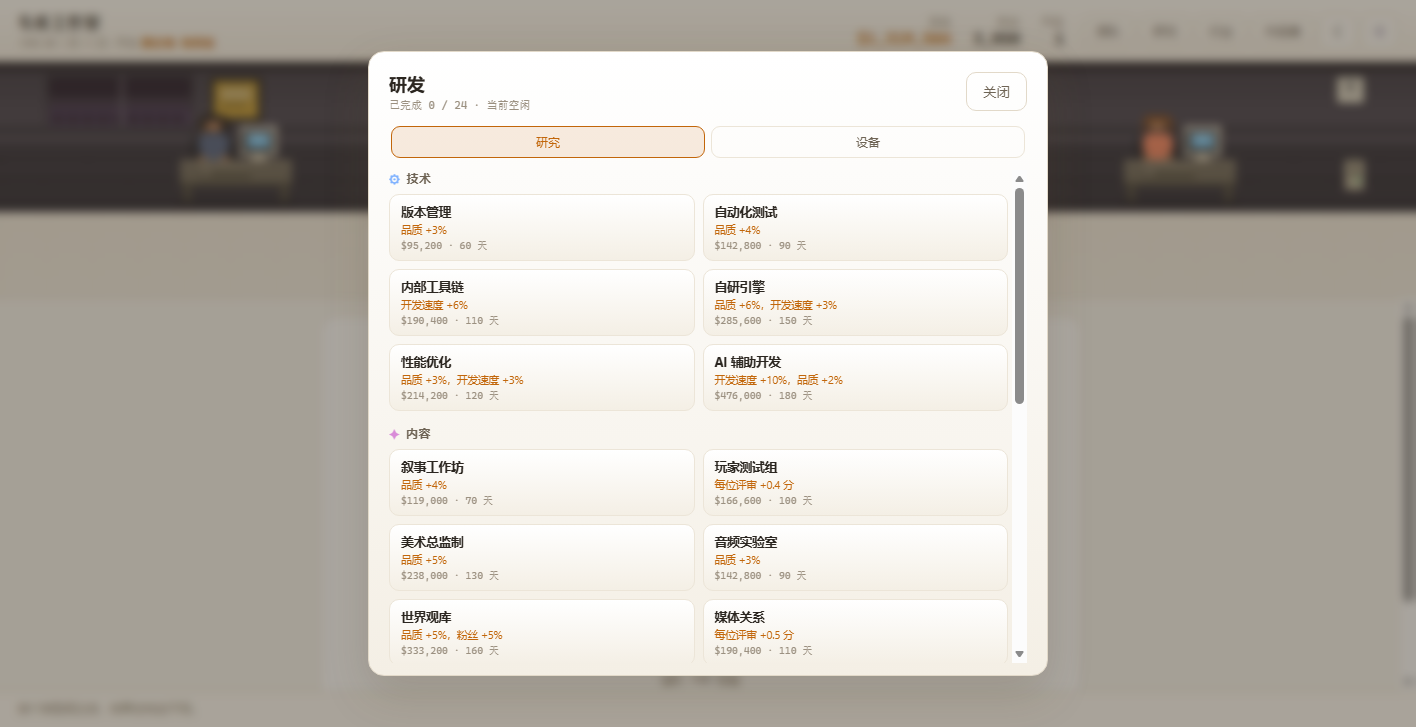 研发
已完成 0 / 24 · 当前空闲
关闭
研究
设备
技术
版本管理
品质 +3%
$95,200 · 60 天
自动化测试
品质 +4%
$142,800 · 90 天
内部工具链
开发速度 +6%
$190,400 · 110 天
自研引擎
品质 +6%, 开发速度 +3%
$285,600 · 150 天
性能优化
品质 +3%, 开发速度 +3%
$214,200 · 120 天
AI 辅助开发
开发速度 +10%, 品质 +2%
$476,000 · 180 天
内容
叙事工作坊
品质 +4%
$119,000 · 70 天
玩家测试组
每位评审 +0.4 分
$166,600 · 100 天
美术总监制
品质 +5%
$238,000 · 130 天
音频实验室
品质 +3%
$142,800 · 90 天
世界观库
品质 +5%, 粉丝 +5%
$333,200 · 160 天
媒体关系
每位评审 +0.5 分
$190,400 · 110 天